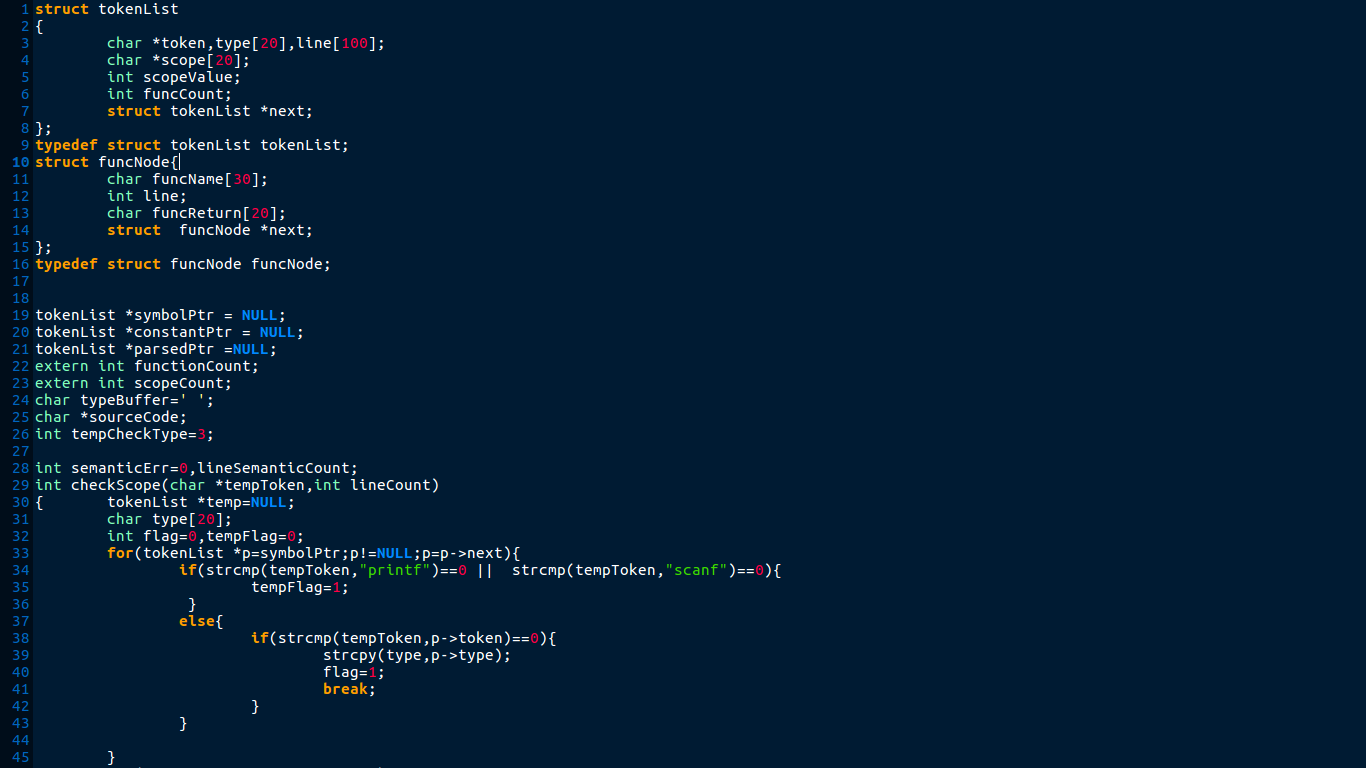 1 struct tokenList
2 {
3         char *token,type[20],line[100];
4         char *scope[20];
5         int scopeValue;
6         int funcCount;
7         struct tokenList *next;
8 };
9 typedef struct tokenList tokenList;
10 struct funcNode{
11         char funcName[30];
12         int line;
13         char funcReturn[20];
14         struct  funcNode *next;
15 };
16 typedef struct funcNode funcNode;
17
18
19 tokenList *symbolPtr = NULL;
20 tokenList *constantPtr = NULL;
21 tokenList *parsedPtr =NULL;
22 extern int functionCount;
23 extern int scopeCount;
24 char typeBuffer=' ';
25 char *sourceCode;
26 int tempCheckType=3;
27
28 int semanticErr=0,lineSemanticCount;
29 int checkScope(char *tempToken,int lineCount)
30 {       tokenList *temp=NULL;
31         char type[20];
32         int flag=0,tempFlag=0;
33         for(tokenList *p=symbolPtr;p!=NULL;p=p->next){
34                 if(strcmp(tempToken,"printf")==0 ||  strcmp(tempToken,"scanf")==0){
35                         tempFlag=1;
36                  }
37                 else{
38                         if(strcmp(tempToken,p->token)==0){
39                                 strcpy(type,p->type);
40                                 flag=1;
41                                 break;
42                         }
43                 }
44
45         }